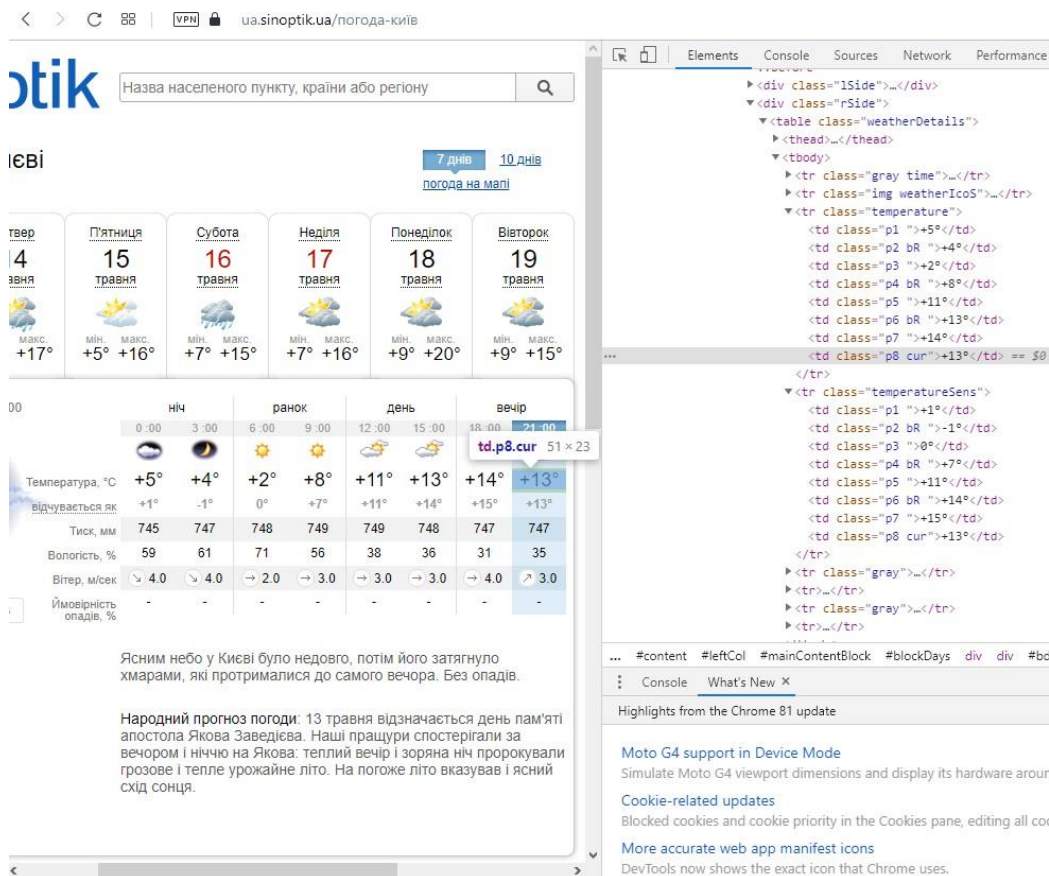 VPN ua.sinoptik.ua/погода-київ
ptik
Назва населеного пункту, країни або регіону
иєві
7 днів 10 днів
погода на мапі
твер П'ятниця Субота Неділя Понеділок Вівторок
14 15 16 17 18 19
авня травня травня травня травня травня
макс. мін. макс. мін. макс. мін. макс. мін. макс. мін. макс.
+17° +5° +16° +7° +15° +7° +16° +9° +20° +9° +15°
00 ніч ранок день вечір
0 :00 3 :00 6 :00 9 :00 12 :00 15 :00 18 :00 21 :00
td.p8.cur 51 × 23
Температура, °C +5° +4° +2° +8° +11° +13° +14° +13°
відчувається як +1° -1° 0° +7° +11° +14° +15° +13°
Тиск, мм 745 747 748 749 749 748 747 747
Вологість, % 59 61 71 56 38 36 31 35
Вітер, м/сек 4.0 4.0 2.0 3.0 3.0 3.0 4.0 3.0
Ймовірність
опадів, % - - - - - - - -
Ясним небо у Києві було недовго, потім його затягнуло
хмарами, які протрималися до самого вечора. Без опадів.
Народний прогноз погоди: 13 травня відзначається день пам'яті
апостола Якова Заведієва. Наші пращури спостерігали за
вечором і ніччю на Якова: теплий вечір і зоряна ніч пророкували
грозове і тепле урожайне літо. На погоже літо вказував і ясний
схід сонця.
Elements Console Sources Network Performance
::before
<div class="lSide">…</div>
<div class="rSide">
<table class="weatherDetails">
<thead>…</thead>
<tbody>
<tr class="gray time">…</tr>
<tr class="img weatherIcoS">…</tr>
<tr class="temperature">
<td class="p1 ">+5°</td>
<td class="p2 bR ">+4°</td>
<td class="p3 ">+2°</td>
<td class="p4 bR ">+8°</td>
<td class="p5 ">+11°</td>
<td class="p6 bR ">+13°</td>
<td class="p7 ">+14°</td>
... <td class="p8 cur">+13°</td> == $0
</tr>
<tr class="temperatureSens">
<td class="p1 ">+1°</td>
<td class="p2 bR ">-1°</td>
<td class="p3 ">0°</td>
<td class="p4 bR ">+7°</td>
<td class="p5 ">+11°</td>
<td class="p6 bR ">+14°</td>
<td class="p7 ">+15°</td>
<td class="p8 cur">+13°</td>
</tr>
<tr class="gray">…</tr>
<tr>…</tr>
<tr class="gray">…</tr>
<tr>…</tr>
... #content #leftCol #mainContentBlock #blockDays div div #bd
Console What's New ×
Highlights from the Chrome 81 update
Moto G4 support in Device Mode
Simulate Moto G4 viewport dimensions and display its hardware aroun
Cookie-related updates
Blocked cookies and cookie priority in the Cookies pane, editing all coo
More accurate web app manifest icons
DevTools now shows the exact icon that Chrome uses.